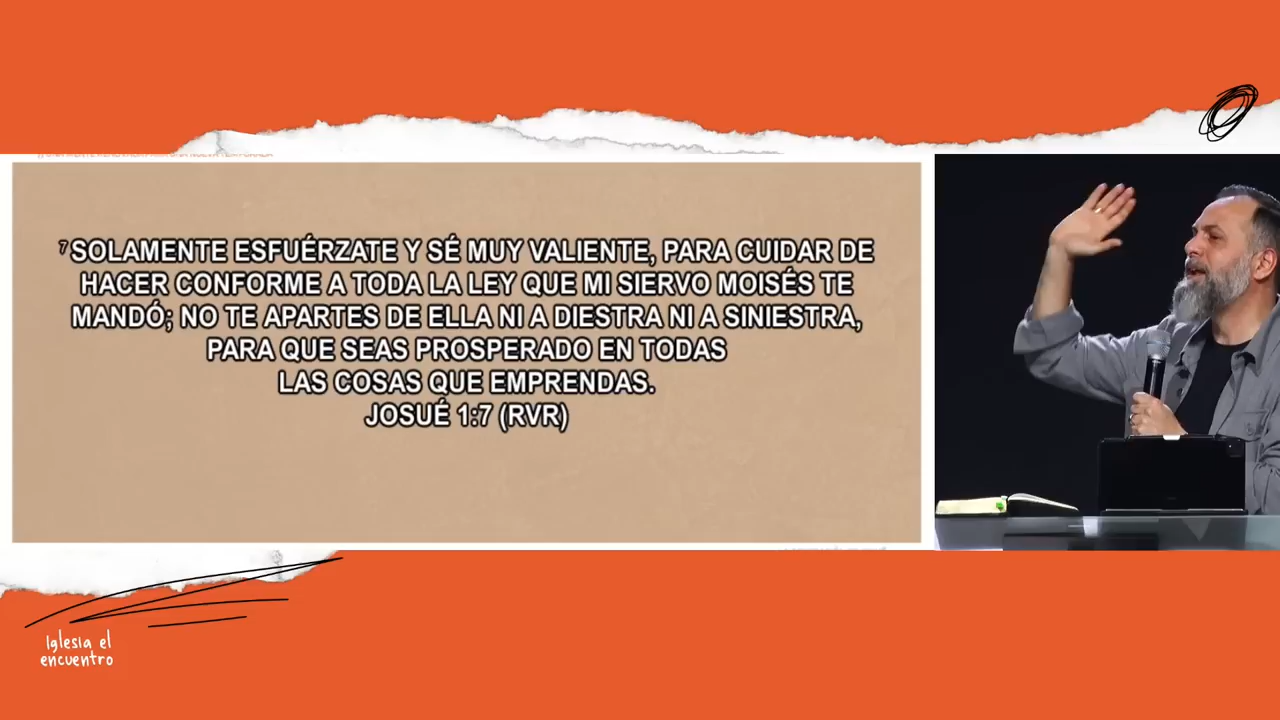 7 SOLAMENTE ESFUÉRZATE Y SÉ MUY VALIENTE, PARA CUIDAR DE
HACER CONFORME A TODA LA LEY QUE MI SIERVO MOISÉS TE
MANDÓ; NO TE APARTES DE ELLA NI A DIESTRA NI A SINIESTRA,
PARA QUE SEAS PROSPERADO EN TODAS
LAS COSAS QUE EMPRENDAS.
JOSUÉ 1:7 (RVR)
Iglesia el
encuentro